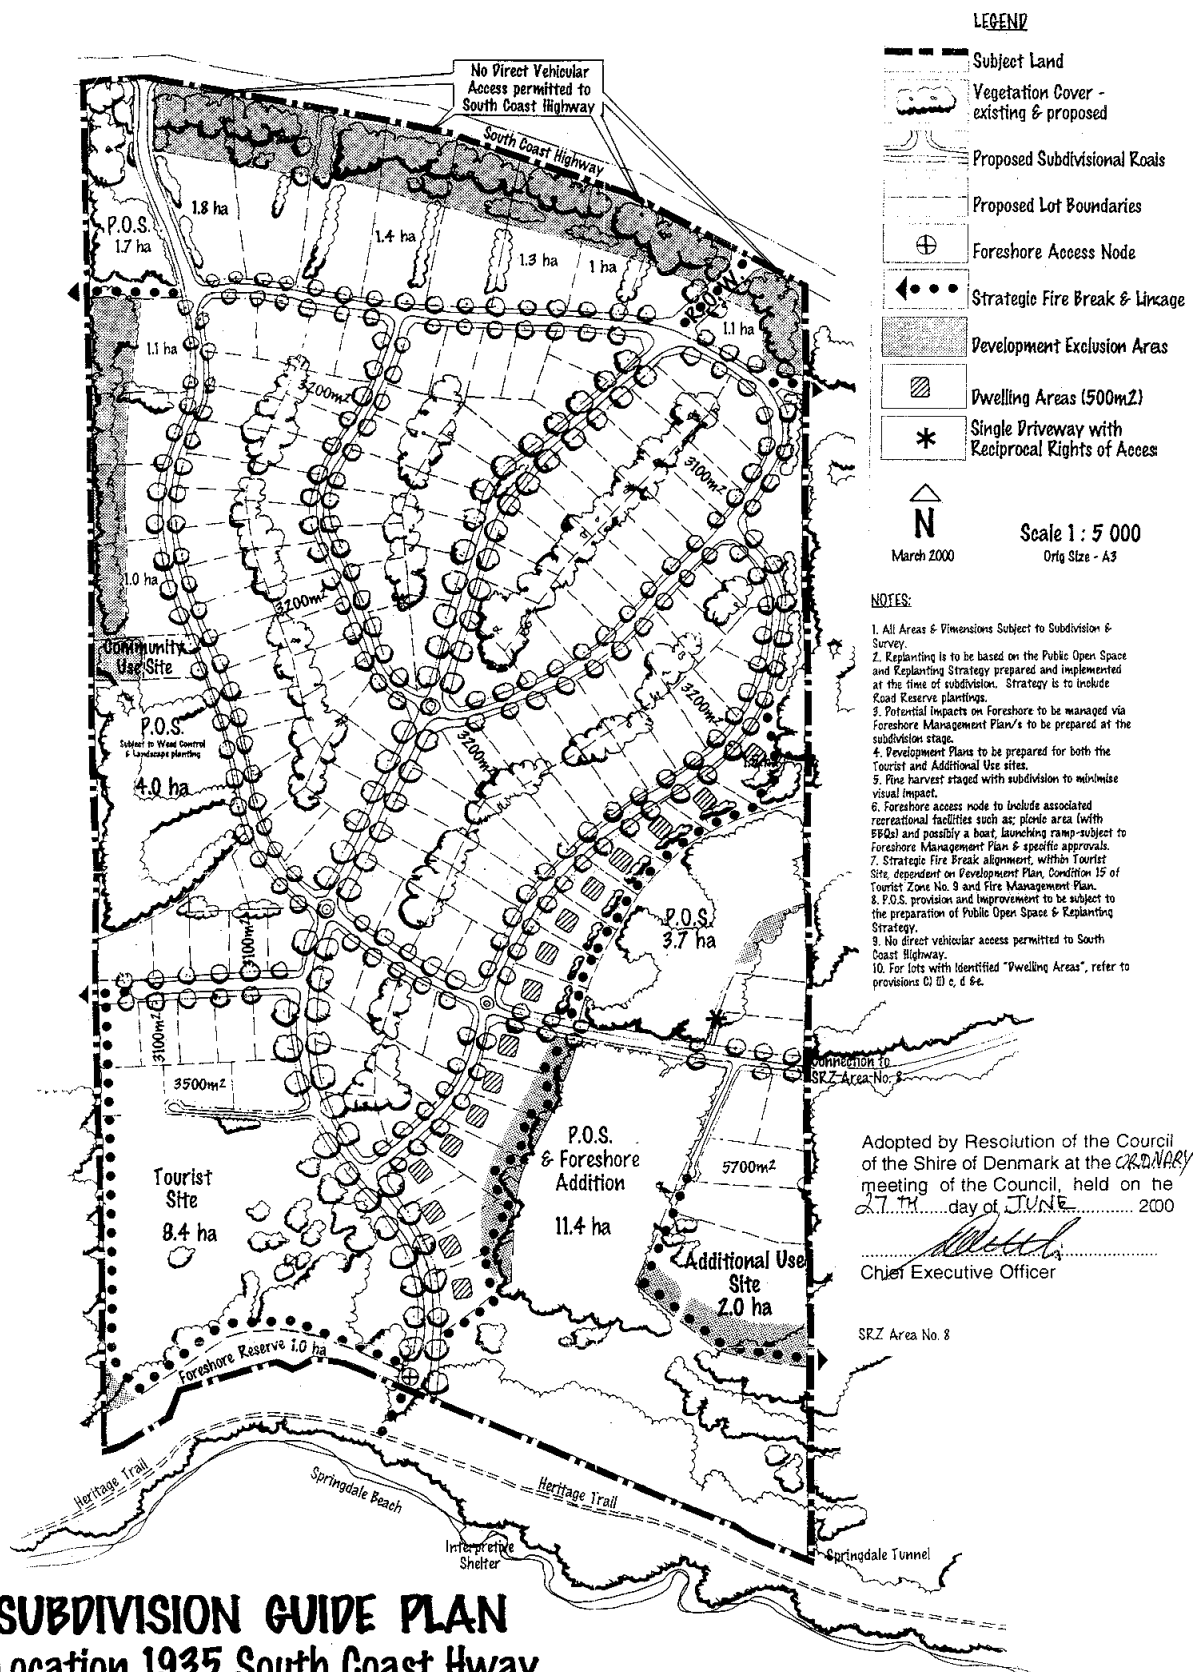 LEGEND
Subject Land
Vegetation Cover -
existing & proposed
Proposed Subdivisional Roads
Proposed Lot Boundaries
Foreshore Access Node
Strategic Fire Break & Linkage
Development Exclusion Areas
Dwelling Areas (500m2)
Single Driveway with
Reciprocal Rights of Acces
N
March 2000
Scale 1 : 5 000
Orig Size - A3
NOTES:
1. All Areas & Dimensions Subject to Subdivision &
Survey.
2. Replanting is to be based on the Public Open Space
and Replanting Strategy prepared and implemented
at the time of subdivision. Strategy is to include
Road Reserve plantings.
3. Potential impacts on Foreshore to be managed via
Foreshore Management Plan/s to be prepared at the
subdivision stage.
4. Development Plans to be prepared for both the
Tourist and Additional Use sites.
5. Pine harvest staged with subdivision to minimise
visual impact.
6. Foreshore access node to include associated
recreational facilities such as; picnic area (with
BBQs) and possibly a boat, launching ramp-subject to
Foreshore Management Plan & specific approvals.
7. Strategic Fire Break alignment, within Tourist
Site, dependent on Development Plan, Condition 15 of
Tourist Zone No. 9 and Fire Management Plan.
8. P.O.S. provision and improvement to be subject to
the preparation of Public Open Space & Replanting
Strategy.
9. No direct vehicular access permitted to South
Coast Highway.
10. For lots with identified "Dwelling Areas", refer to
provisions C) ii) c, d &e.
No Direct Vehicular
Access permitted to
South Coast Highway
South Coast Highway
P.O.S.
1.7 ha
1.8 ha
1.4 ha
1.3 ha
1 ha
R.O.W.
1.1 ha
1.1 ha
3200m²
3100m²
1.0 ha
3200m²
Community
Use Site
P.O.S.
Subject to Weed Control
& Landscape planting
4.0 ha
3200m²
3200m²
P.O.S.
3.7 ha
3100m²
3100m²
3500m²
Connection to
SRZ Area No. 8
Tourist
Site
8.4 ha
P.O.S.
& Foreshore
Addition
11.4 ha
5700m²
Additional Use
Site
2.0 ha
Adopted by Resolution of the Council
of the Shire of Denmark at the ORDNARY
meeting of the Council, held on he
27 TH day of JUNE 2000
Chief Executive Officer
SRZ Area No. 8
Foreshore Reserve 1.0 ha
Heritage Trail
Springdale Beach
Heritage Trail
Interpretive
Shelter
Springdale Tunnel
SUBDIVISION GUIDE PLAN
Location 1935 South Coast Hway